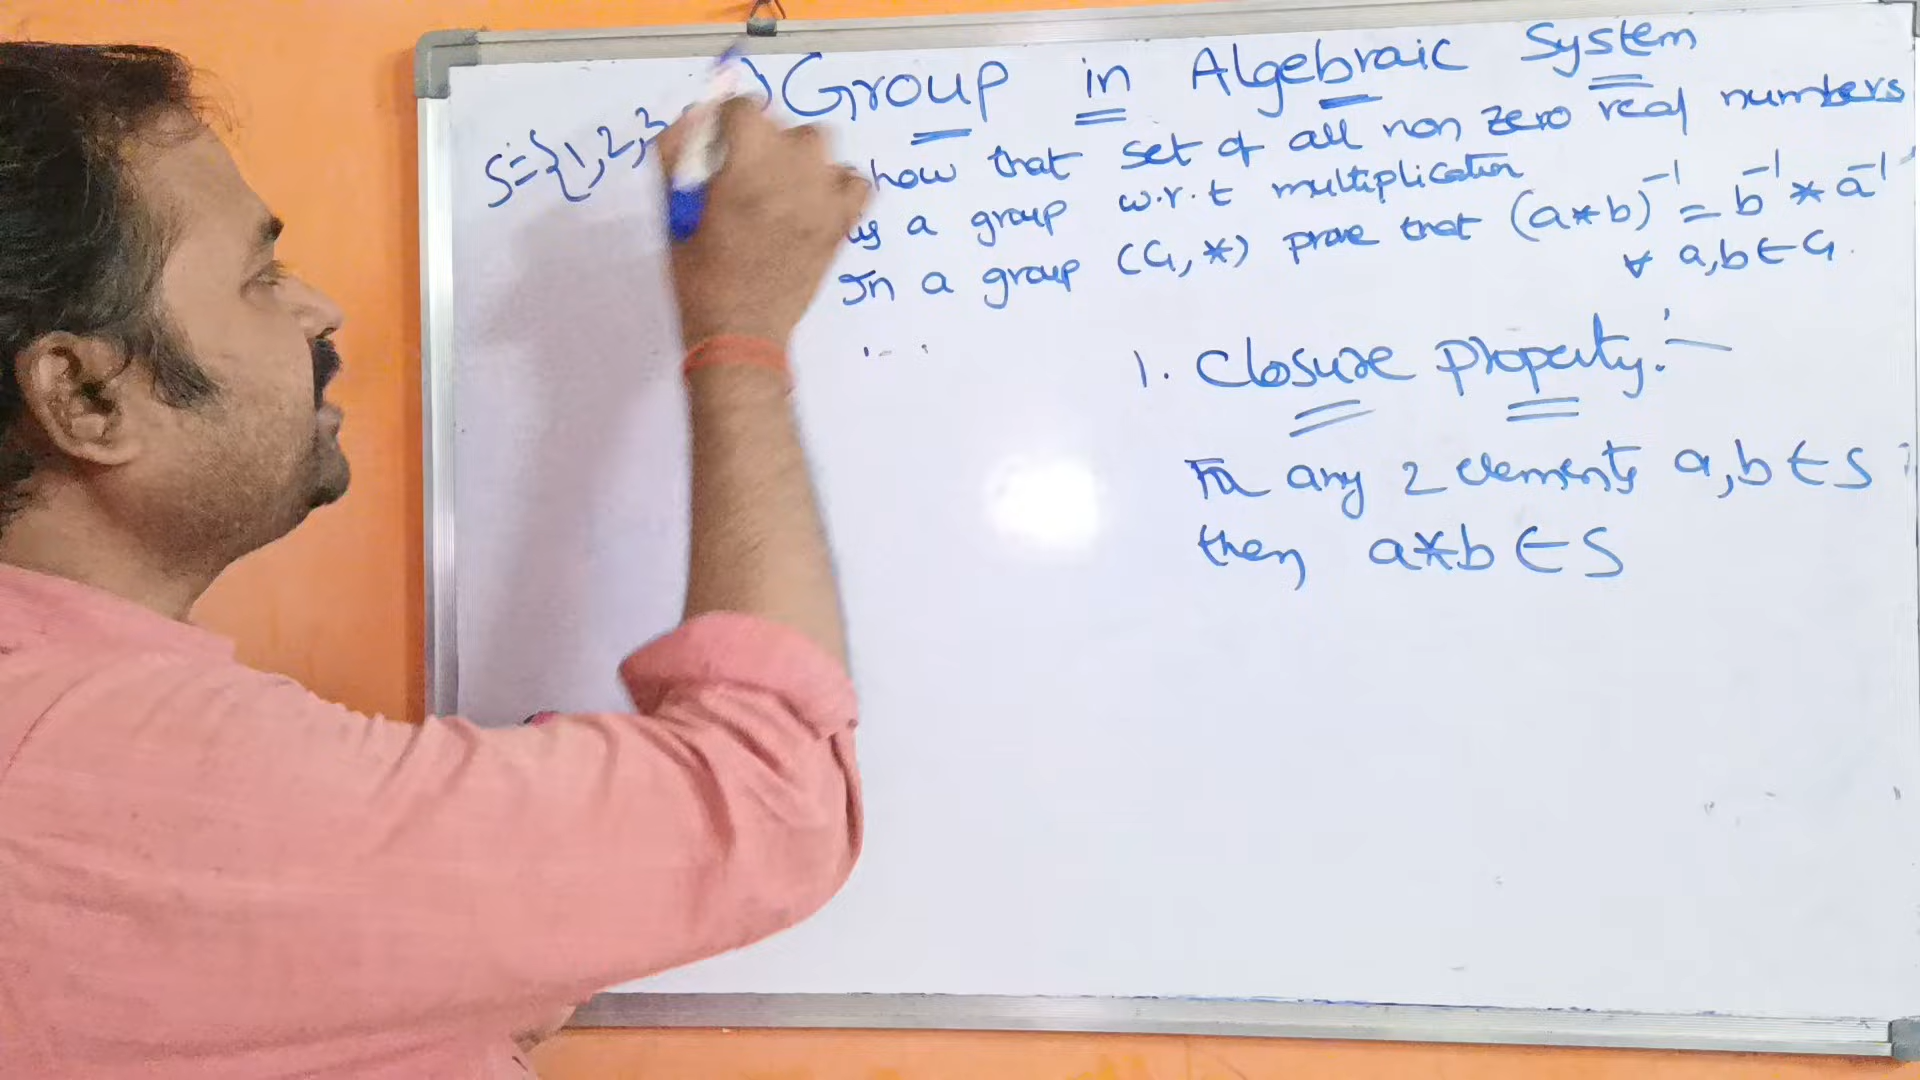 Group in Algebraic System
S={1,2,3
how that set of all non zero real numbers
is a group w.r.t multiplication
In a group (G,*) prove that (a*b)⁻¹ = b⁻¹ * a⁻¹
∀ a,b∈G.
1. Closure property:-
For any 2 elements a,b∈S
then a*b∈S